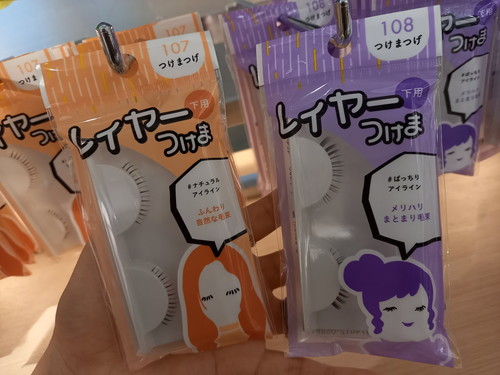 107
つけまつげ
下用
レイヤー
つけま
#ナチュラル
アイライン
ふんわり
自然な毛束
108
つけまつげ
下用
レイヤー
つけま
#ぱっちり
アイライン
メリハリ
まとまり毛束